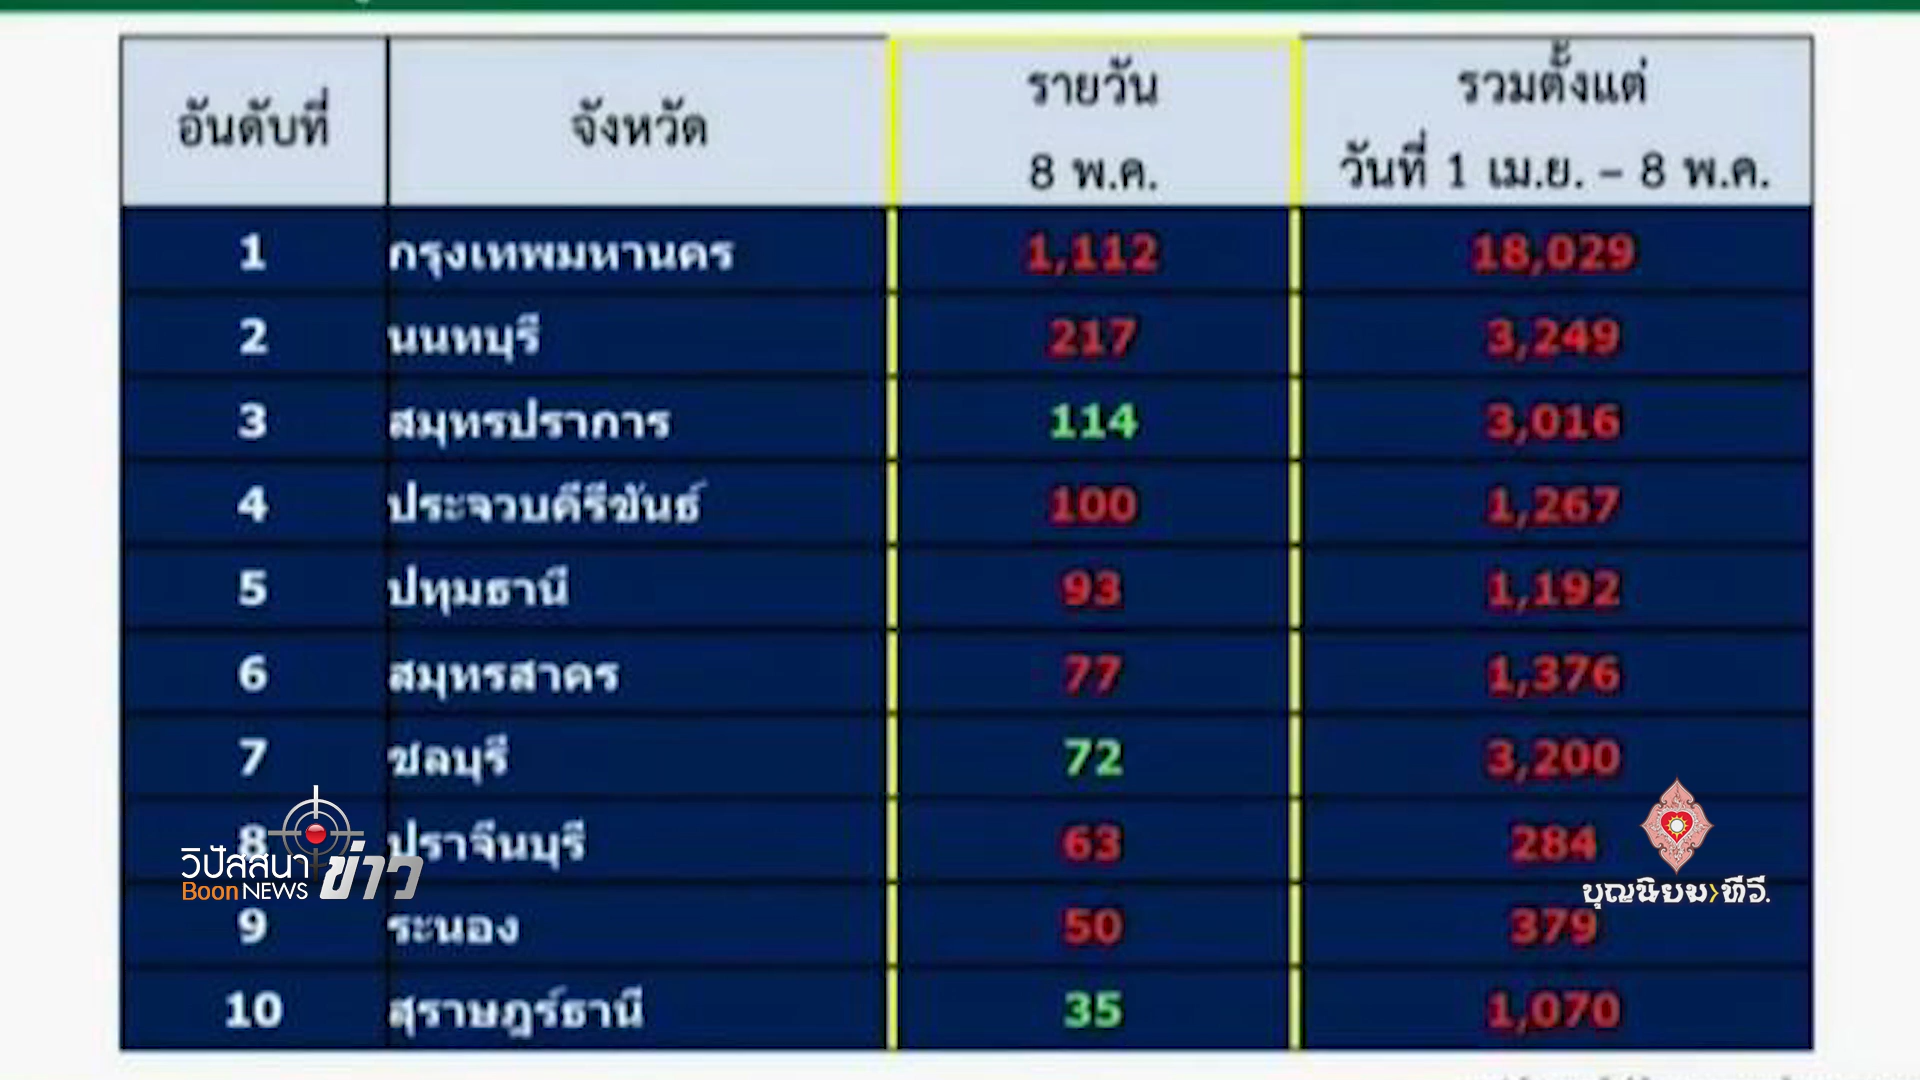 อันดับที่ จังหวัด รายวัน 8 พ.ค. รวมตั้งแต่ วันที่ 1 เม.ย. – 8 พ.ค.
1 กรุงเทพมหานคร 1,112 18,029
2 นนทบุรี 217 3,249
3 สมุทรปราการ 114 3,016
4 ประจวบคีรีขันธ์ 100 1,267
5 ปทุมธานี 93 1,192
6 สมุทรสาคร 77 1,376
7 ชลบุรี 72 3,200
8 ปราจีนบุรี 63 284
9 ระนอง 50 379
10 สุราษฎร์ธานี 35 1,070
วิปัสสนาข่าว
Boon NEWS
บุญนิยมทีวี.